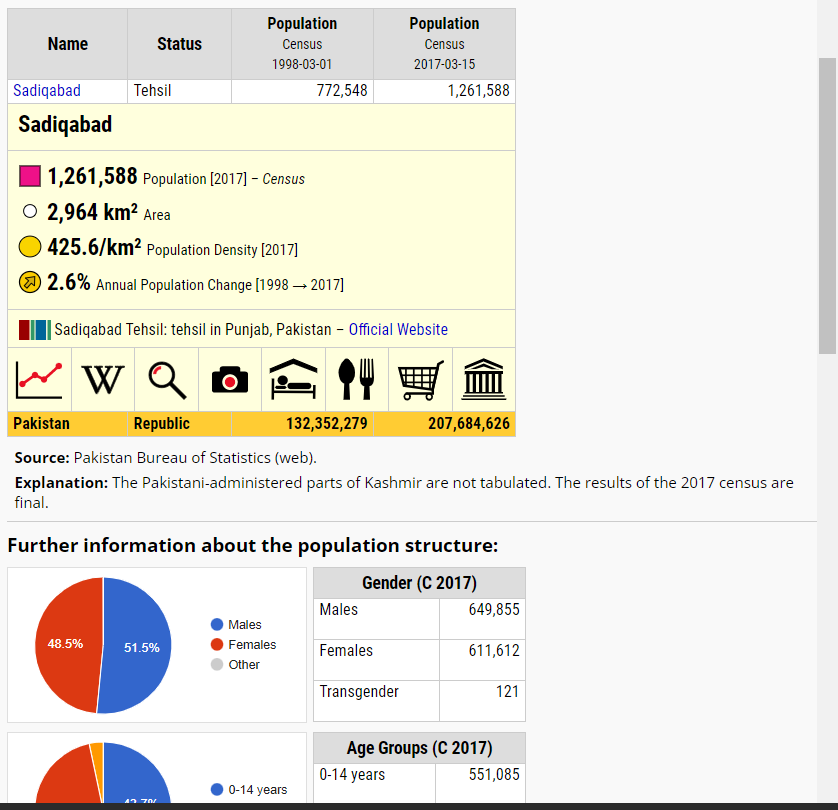 Name Status Population Population
Census Census
1998-03-01 2017-03-15
Sadiqabad Tehsil 772,548 1,261,588
Sadiqabad
1,261,588 Population [2017] – Census
2,964 km² Area
425.6/km² Population Density [2017]
2.6% Annual Population Change [1998 → 2017]
Sadiqabad Tehsil: tehsil in Punjab, Pakistan – Official Website
W
Pakistan Republic 132,352,279 207,684,626
Source: Pakistan Bureau of Statistics (web).
Explanation: The Pakistani-administered parts of Kashmir are not tabulated. The results of the 2017 census are
final.
Further information about the population structure:
48.5% 51.5%
Males
Females
Other
Gender (C 2017)
Males 649,855
Females 611,612
Transgender 121
0-14 years
Age Groups (C 2017)
0-14 years 551,085